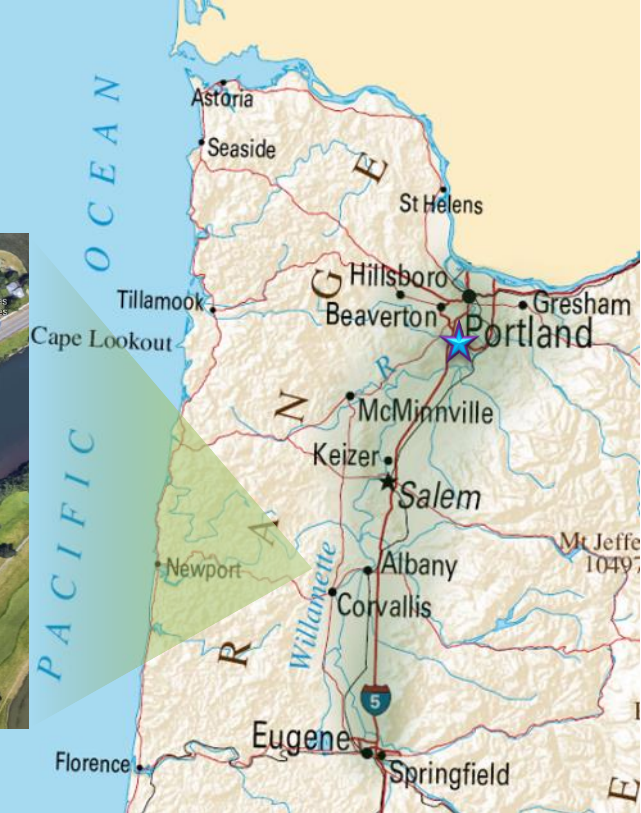 Astoria
Seaside
St Helens
Hillsboro
Tillamook
Beaverton
Gresham
Portland
Cape Lookout
R
McMinnville
Keizer
Salem
Mt Jeffe
10497
Newport
Albany
Willamette
Corvallis
5
Eugene
Florence
Springfield
PACIFIC OCEAN
R A N G E
E